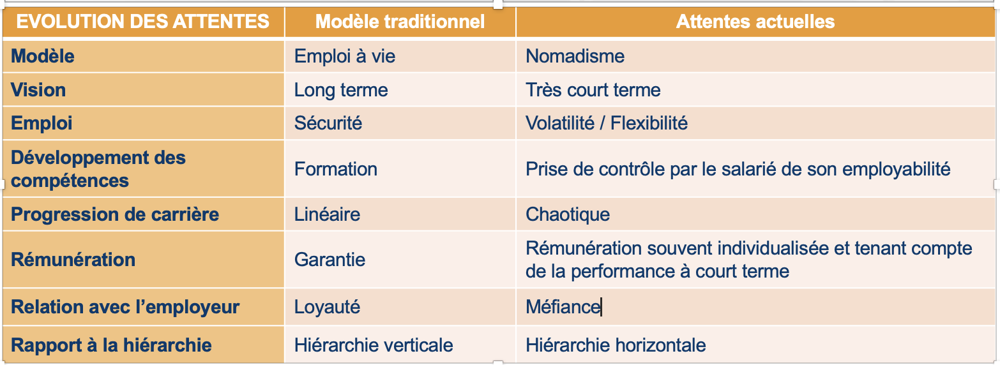 EVOLUTION DES ATTENTES
Modèle traditionnel
Attentes actuelles
Modèle
Emploi à vie
Nomadisme
Vision
Long terme
Très court terme
Emploi
Sécurité
Volatilité / Flexibilité
Développement des
compétences
Formation
Prise de contrôle par le salarié de son employabilité
Progression de carrière
Linéaire
Chaotique
Rémunération
Garantie
Rémunération souvent individualisée et tenant compte
de la performance à court terme
Relation avec l’employeur
Loyauté
Méfiance
Rapport à la hiérarchie
Hiérarchie verticale
Hiérarchie horizontale